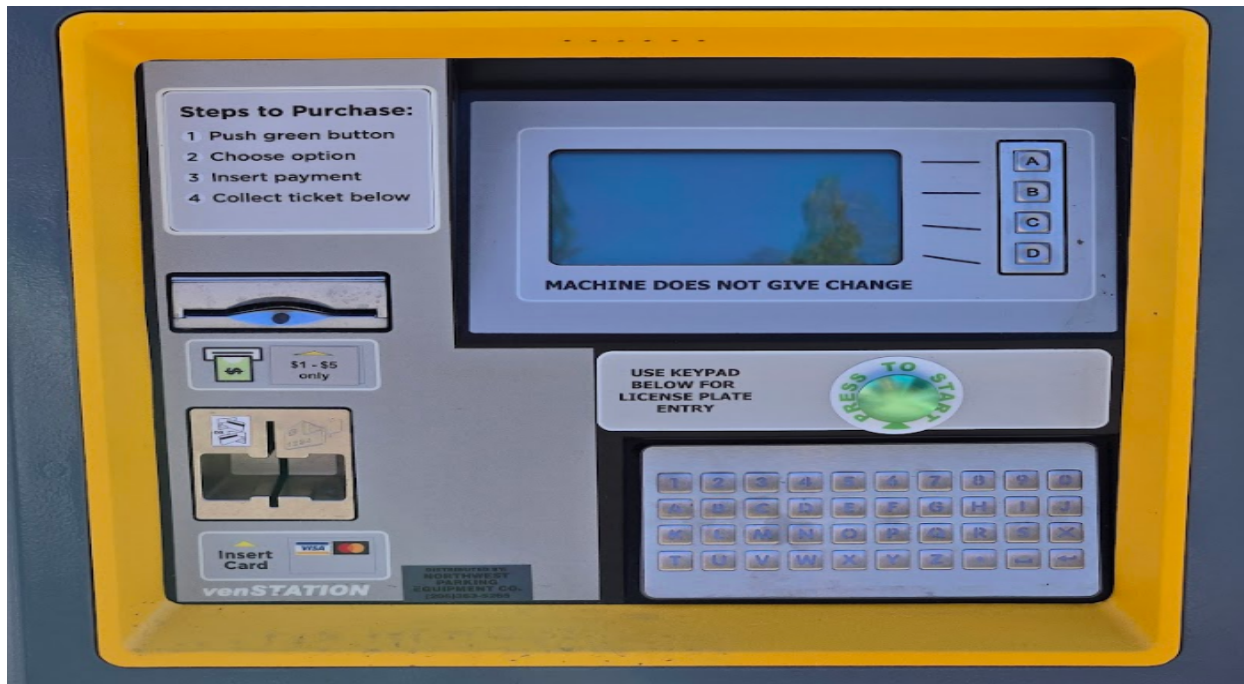 Steps to Purchase:
1 Push green button
2 Choose option
3 Insert payment
4 Collect ticket below
A
B
C
D
MACHINE DOES NOT GIVE CHANGE
$
$1 - $5
only
USE KEYPAD
BELOW FOR
LICENSE PLATE
ENTRY
PRESS TO START
1 2 3 4 5 6 7 8 9 0
A B C D E F G H I J
K L M N O P Q R S
T U V W X Y Z
Insert
Card
VISA
venSTATION
DISTRIBUTED BY
NORTHWEST
PARKING
EQUIPMENT CO.